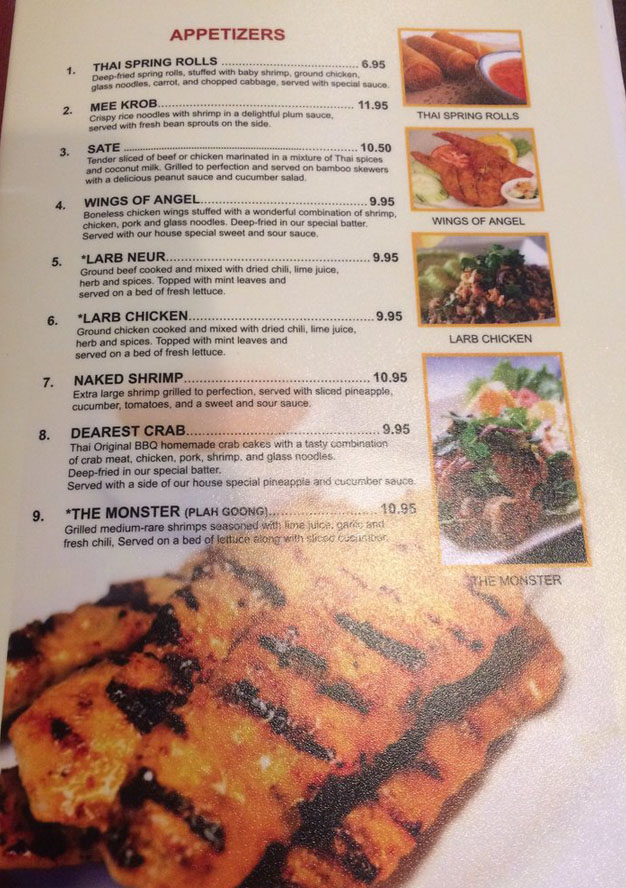 APPETIZERS
1. THAI SPRING ROLLS ................................ 6.95
Deep-fried spring rolls, stuffed with baby shrimp, ground chicken,
glass noodles, carrot, and chopped cabbage, served with special sauce.
2. MEE KROB................................................ 11.95
Crispy rice noodles with shrimp in a delightful plum sauce,
served with fresh bean sprouts on the side.
3. SATE ........................................................ 10.50
Tender sliced of beef or chicken marinated in a mixture of Thai spices
and coconut milk. Grilled to perfection and served on bamboo skewers
with a delicious peanut sauce and cucumber salad.
4. WINGS OF ANGEL........................................ 9.95
Boneless chicken wings stuffed with a wonderful combination of shrimp,
chicken, pork and glass noodles. Deep-fried in our special batter.
Served with our house special sweet and sour sauce.
5. *LARB NEUR................................................ 9.95
Ground beef cooked and mixed with dried chili, lime juice,
herb and spices. Topped with mint leaves and
served on a bed of fresh lettuce.
6. *LARB CHICKEN........................................... 9.95
Ground chicken cooked and mixed with dried chili, lime juice,
herb and spices. Topped with mint leaves and
served on a bed of fresh lettuce.
7. NAKED SHRIMP........................................... 10.95
Extra large shrimp grilled to perfection, served with sliced pineapple,
cucumber, tomatoes, and a sweet and sour sauce.
8. DEAREST CRAB............................................ 9.95
Thai Original BBQ homemade crab cakes with a tasty combination
of crab meat, chicken, pork, shrimp. and glass noodles.
Deep-fried in our special batter.
Served with a side of our house special pineapple and cucumber sauce.
9. *THE MONSTER (PLAH GOONG)........................ 10.95
Grilled medium-rare shrimps seasoned with lime juice, garlic and
fresh chili, Served on a bed of lettuce along with sliced cucumber.
THAI SPRING ROLLS
WINGS OF ANGEL
LARB CHICKEN
THE MONSTER